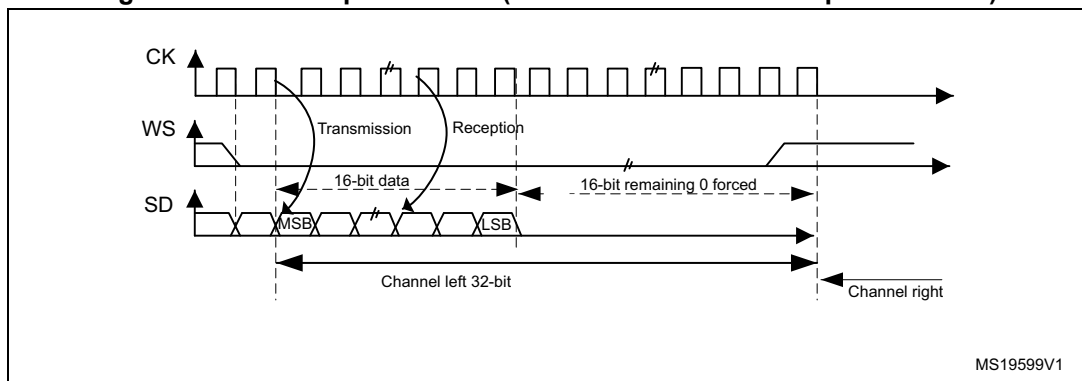 CK
Transmission
Reception
WS
16-bit data
16-bit remaining 0 forced
SD
MSB
LSB
Channel left 32-bit
Channel right
MS19599V1